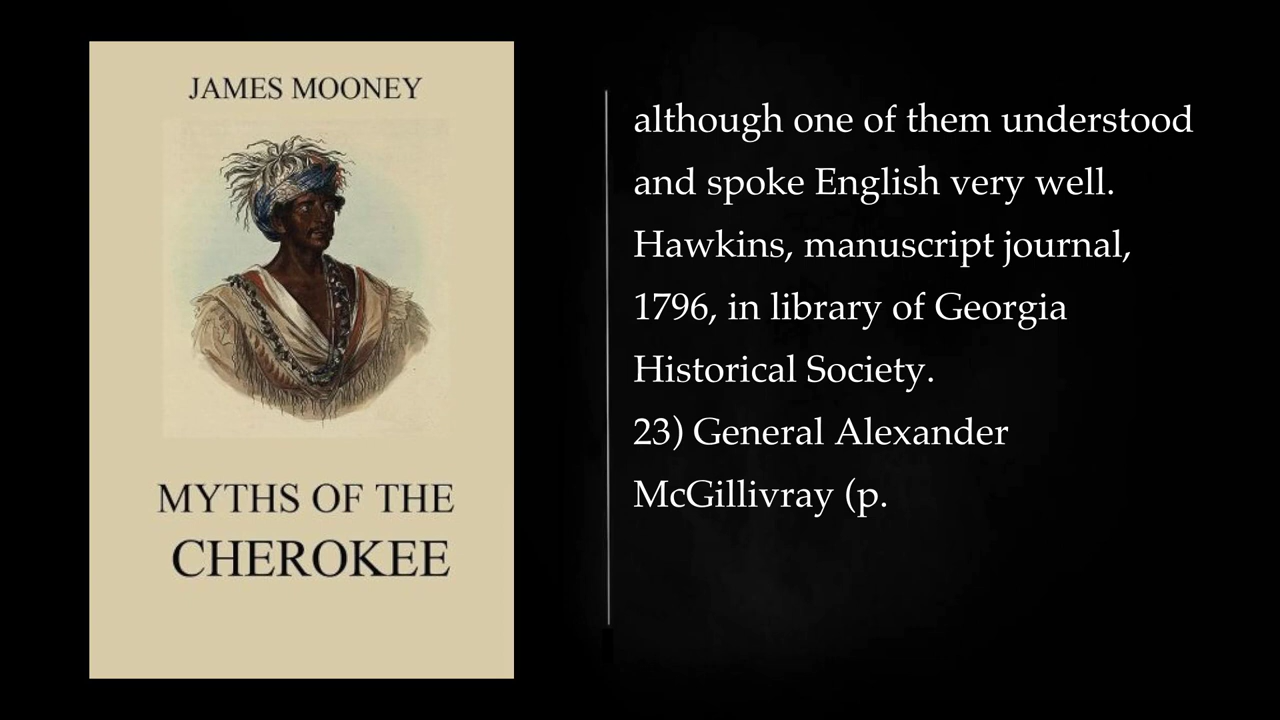 JAMES MOONEY
MYTHS OF THE
CHEROKEE
although one of them understood
and spoke English very well.
Hawkins, manuscript journal,
1796, in library of Georgia
Historical Society.
23) General Alexander
McGillivray (p.